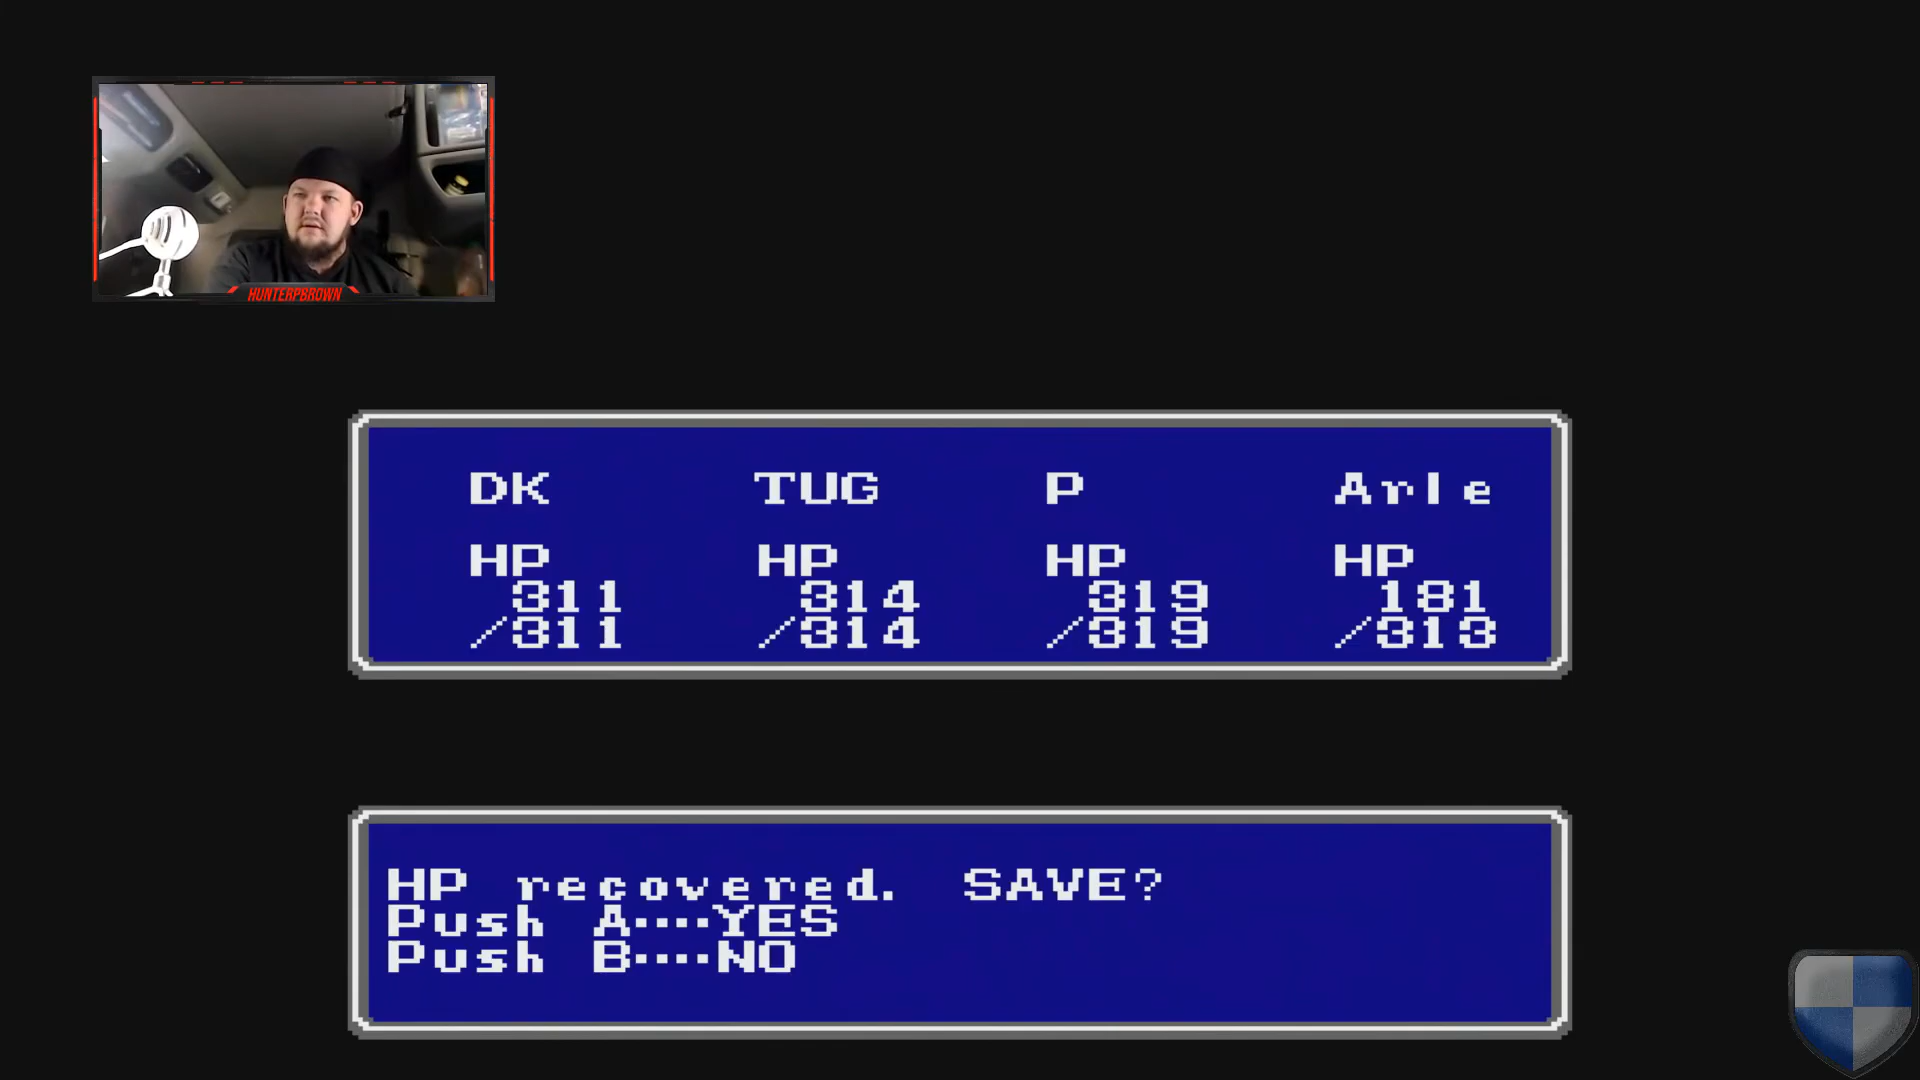 HUNTERPBROWN
DK TUG P Arle
HP HP HP HP
311 314 319 181
/311 /314 /319 /313
HP recovered. SAVE?
Push A····YES
Push B····NO